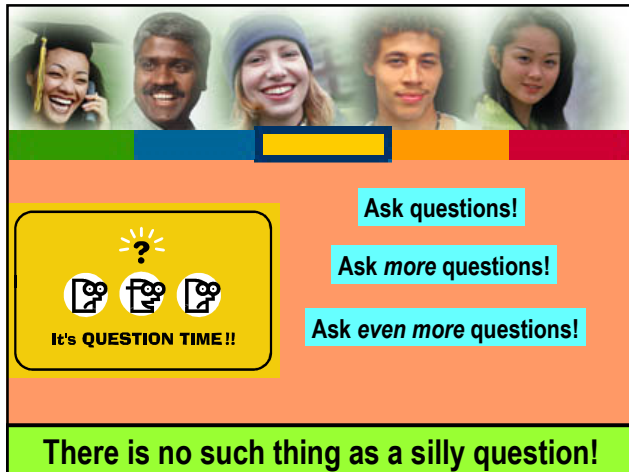 ?
It's QUESTION TIME!!
Ask questions!
Ask more questions!
Ask even more questions!
There is no such thing as a silly question!